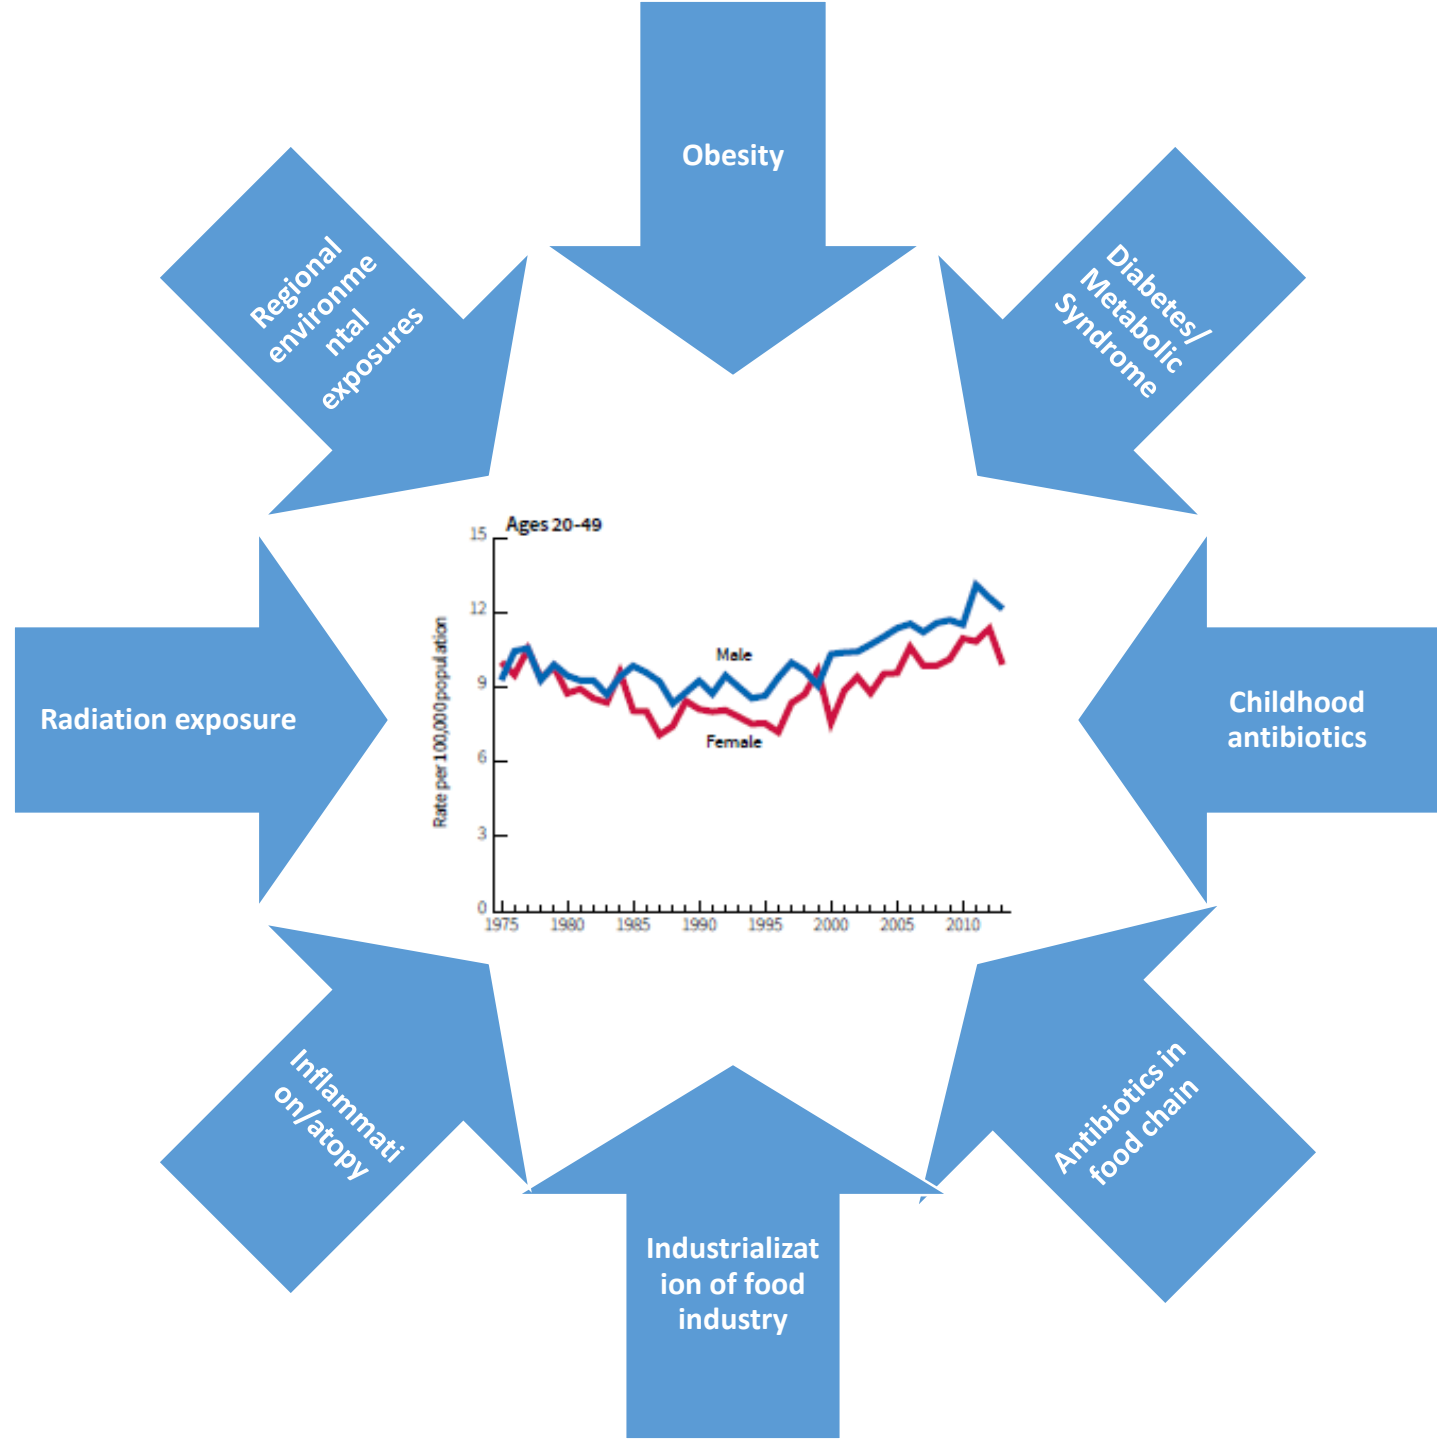 Obesity
Regional
environme
ntal
exposures
Diabetes/
Metabolic
Syndrome
Ages 20-49
15
12
9
6
3
0
Rate per 100,000 population
Male
Female
1975 1980 1985 1990 1995 2000 2005 2010
Radiation exposure
Childhood
antibiotics
Inflammati
on/atopy
Antibiotics in
food chain
Industrializat
ion of food
industry